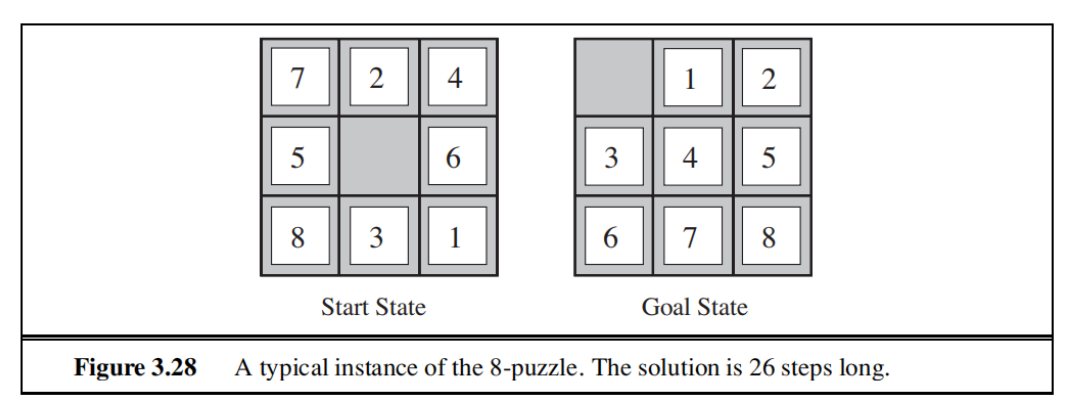 7 2 4 1 2
5 6 3 4 5
8 3 1 6 7 8
Start State Goal State
Figure 3.28 A typical instance of the 8-puzzle. The solution is 26 steps long.